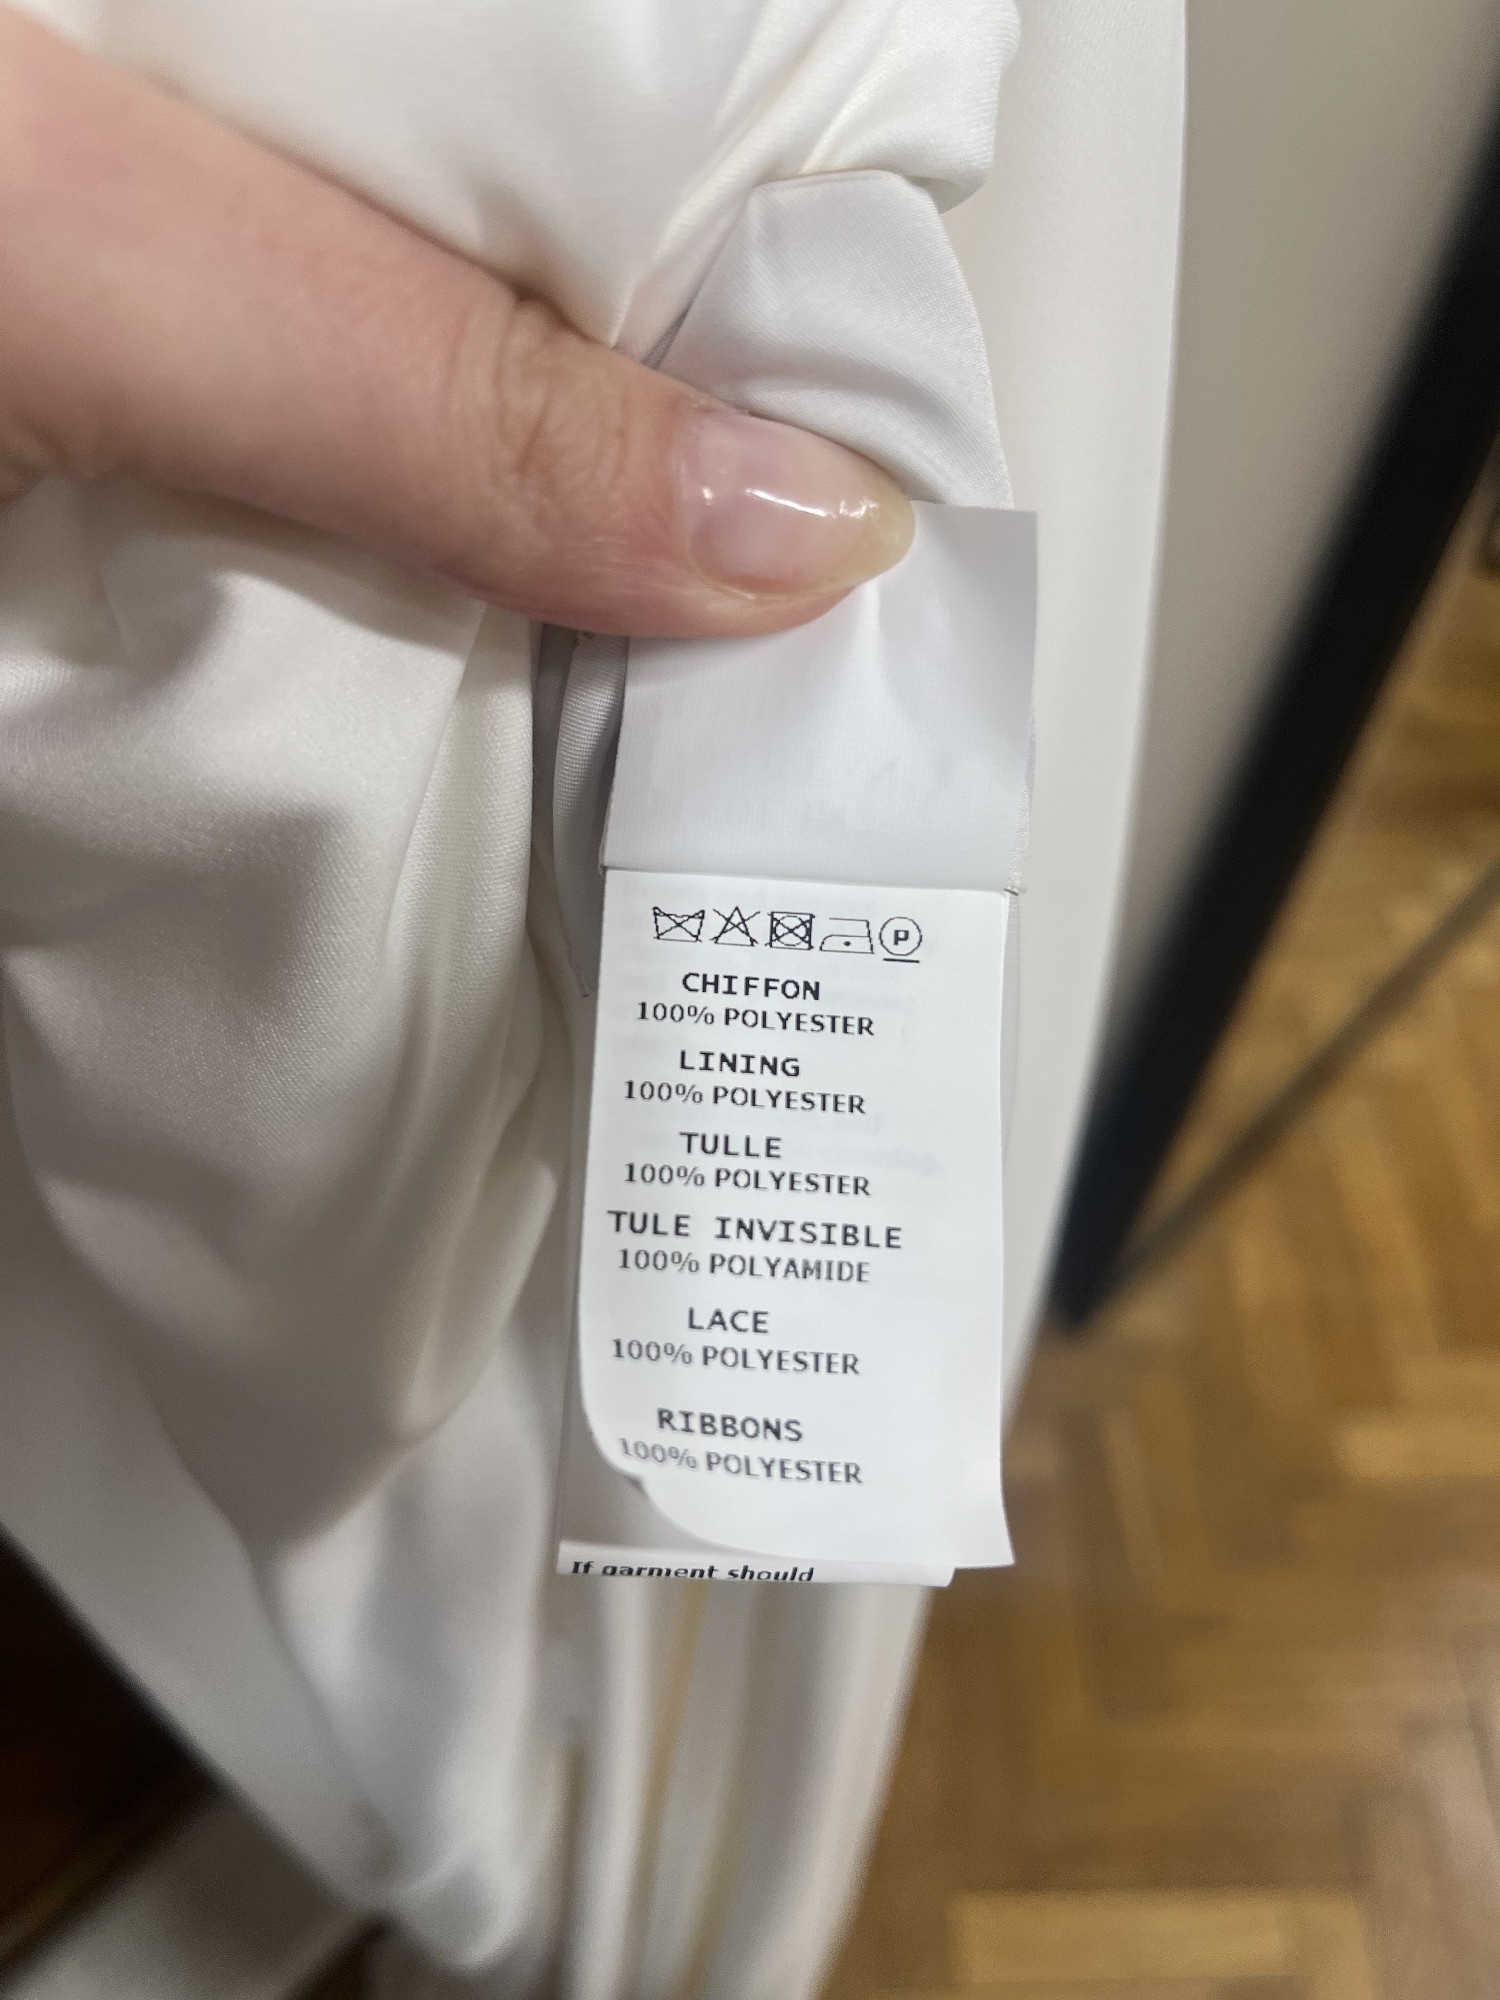 P
CHIFFON
100% POLYESTER
LINING
100% POLYESTER
TULLE
100% POLYESTER
TULE INVISIBLE
100% POLYAMIDE
LACE
100% POLYESTER
RIBBONS
100% POLYESTER
If garment should